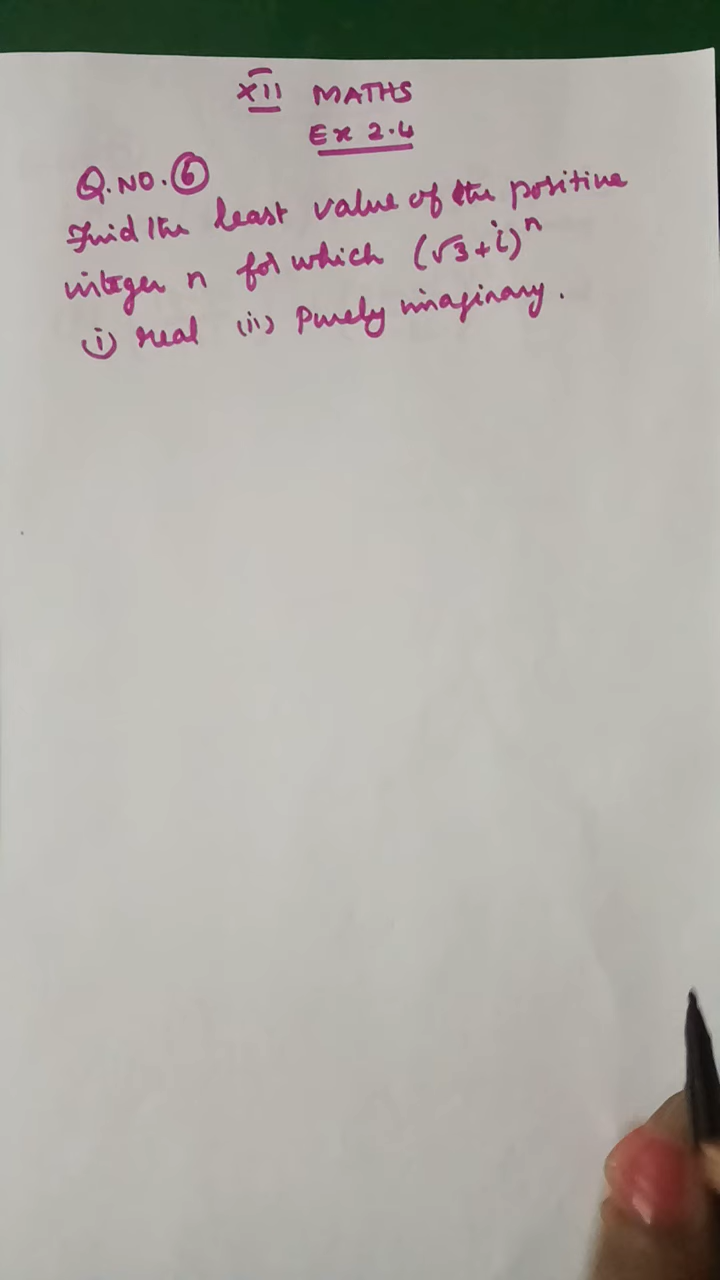 XII MATHS
Ex 2.4
Q.NO. 6
Find the least value of the positive
integer n for which (√3+i)ⁿ
(i) real (ii) Purely imaginary.